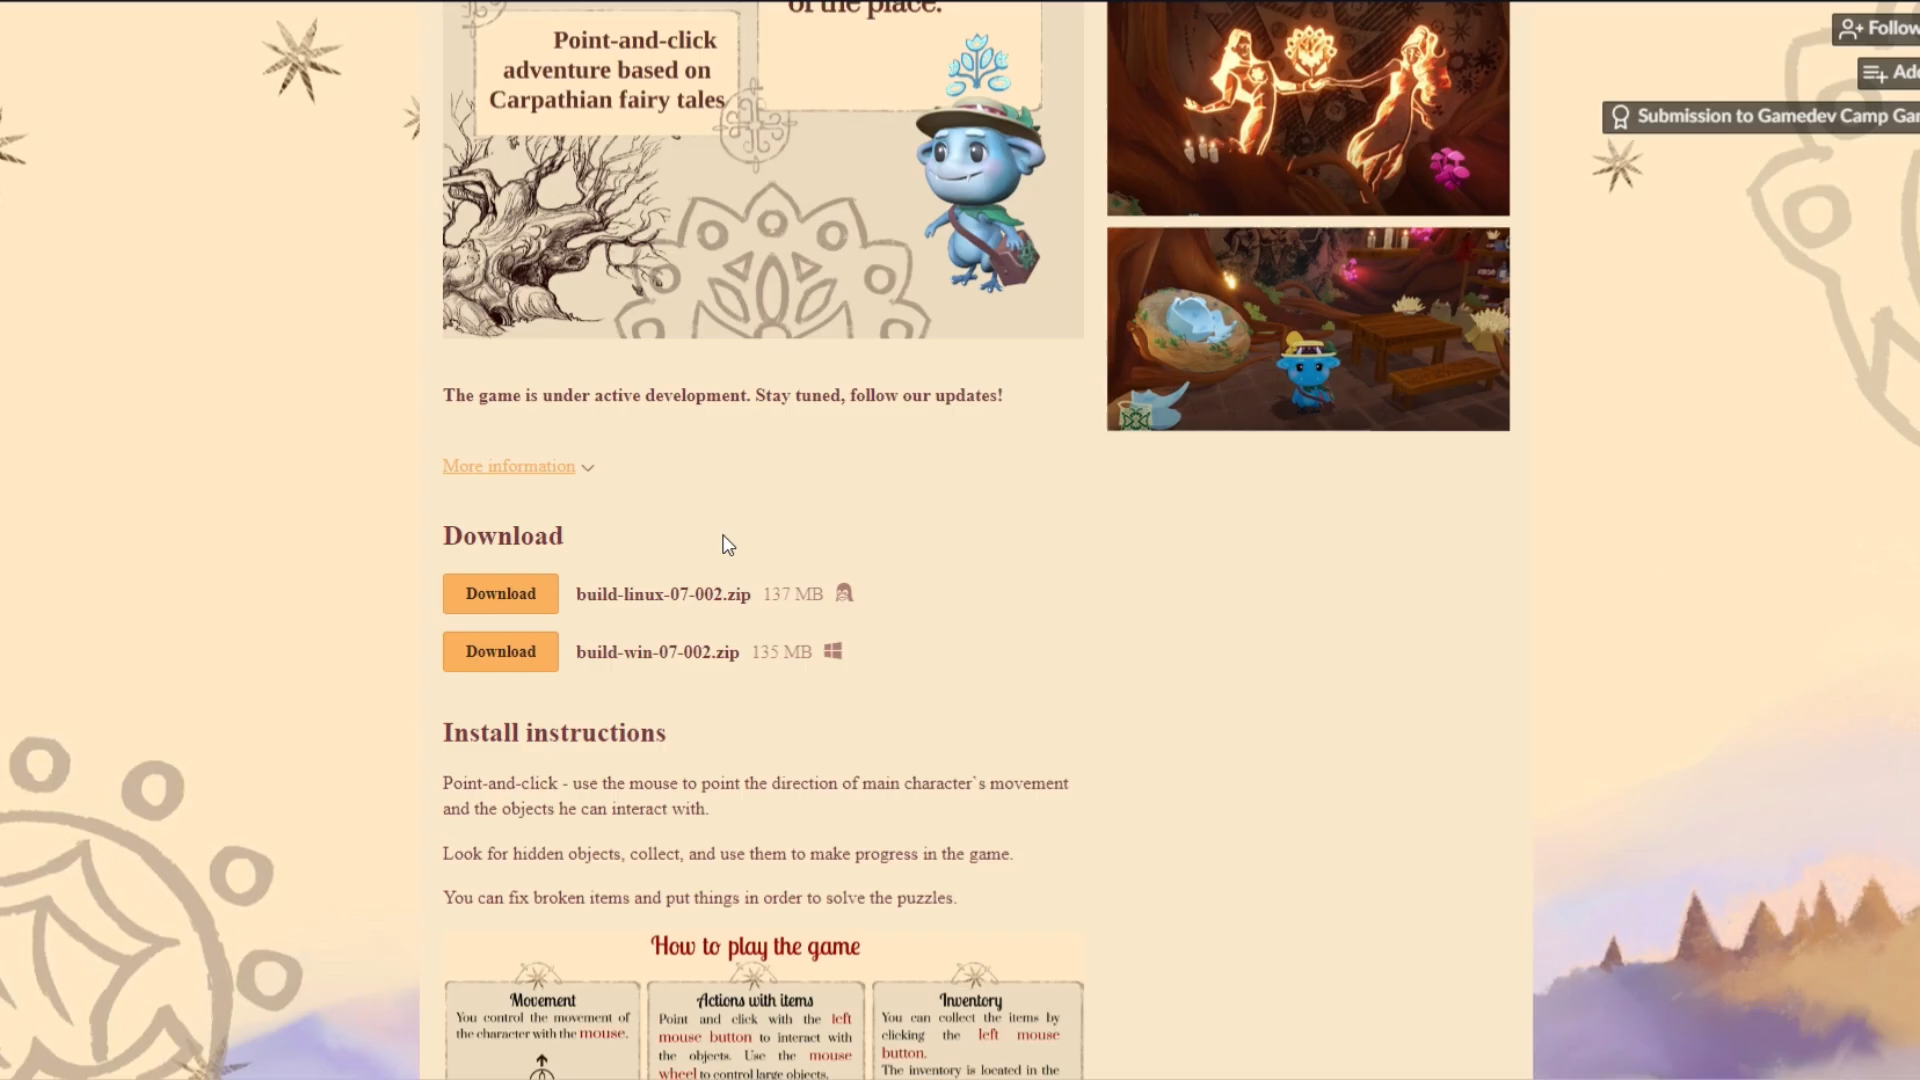 of the place.
Point-and-click
adventure based on
Carpathian fairy tales
Follow
Submission to Gamedev Camp
The game is under active development. Stay tuned, follow our updates!
More information
Download
Download build-linux-07-002.zip 137 MB
Download build-win-07-002.zip 135 MB
Install instructions
Point-and-click - use the mouse to point the direction of main character`s movement
and the objects he can interact with.
Look for hidden objects, collect, and use them to make progress in the game.
You can fix broken items and put things in order to solve the puzzles.
How to play the game
Movement
You control the movement of
the character with the mouse.
Actions with items
Point and click with the left
mouse button to interact with
the objects. Use the mouse
wheel to control large objects.
Inventory
You can collect the items by
clicking the left mouse
button.
The inventory is located in the